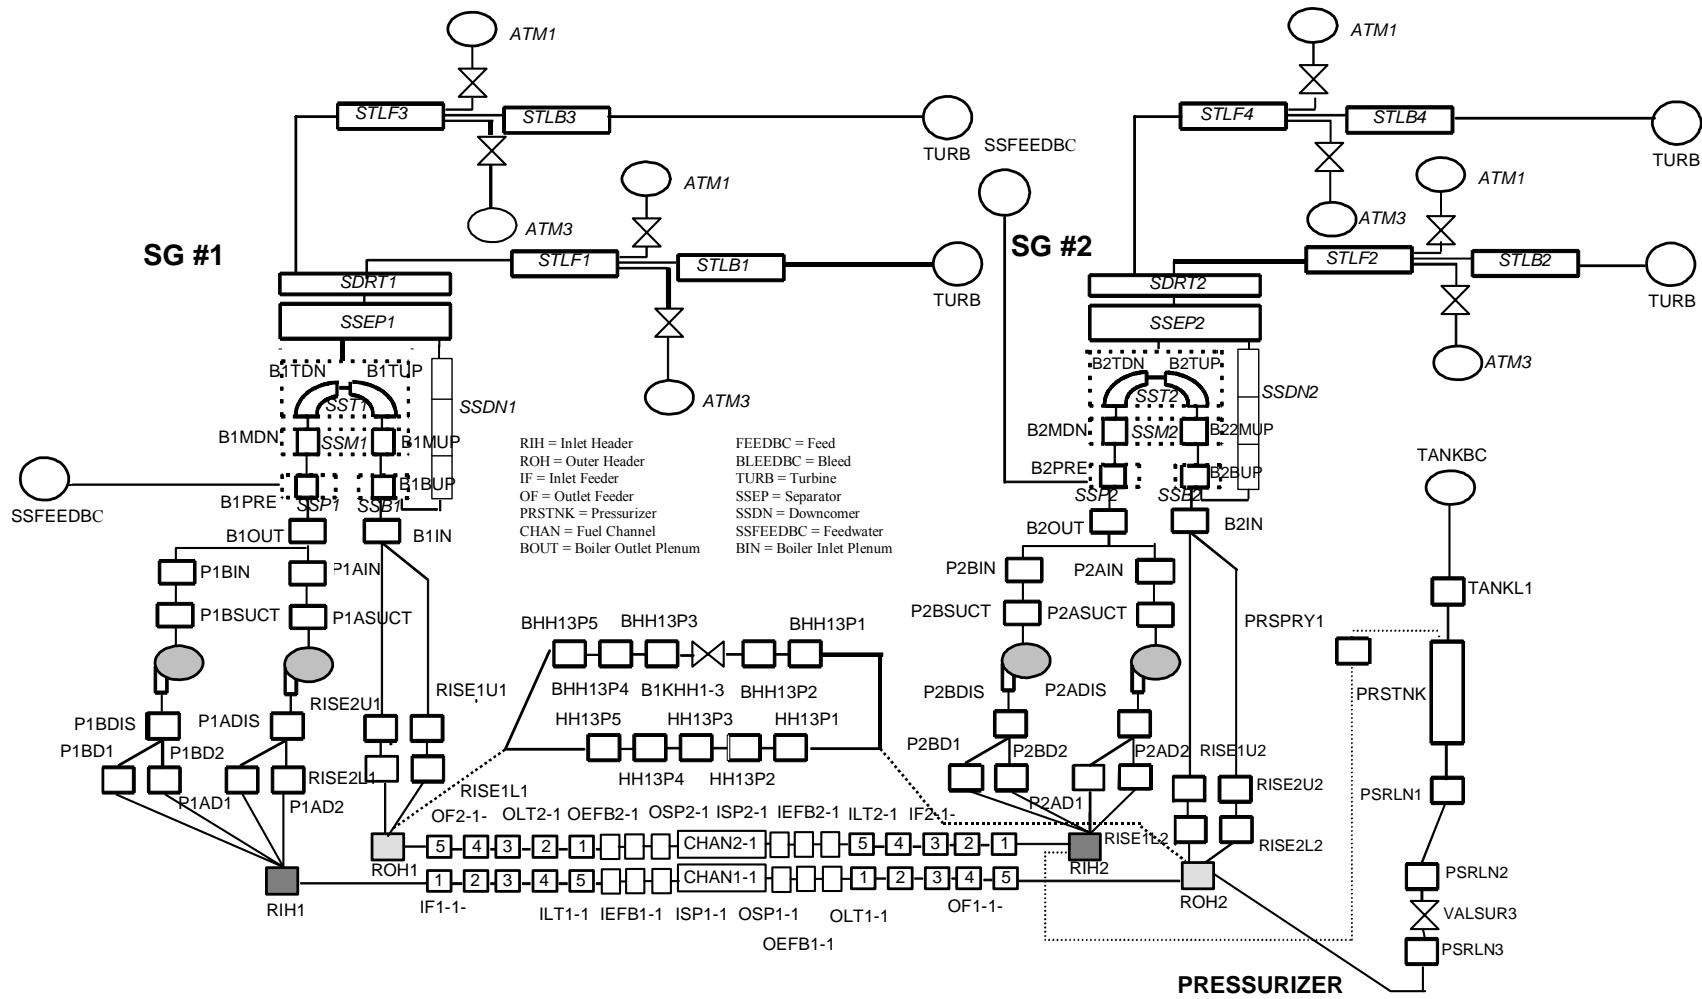 ATM1
ATM1
STLF3
STLB3
STLF4
STLB4
TURB
SSFEEDBC
TURB
ATM1
ATM1
ATM3
ATM3
SG #1
SG #2
STLF1
STLB1
STLF2
STLB2
SDRT1
SDRT2
TURB
TURB
SSEP1
SSEP2
B1TDN
B1TUP
B2TDN
B2TUP
ATM3
ATM3
SST1
SSDN1
SST2
SSDN2
B1MDN
SSM1
B1MUP
B2MDN
SSM2
B22MUP
RIH = Inlet Header
FEEDBC = Feed
ROH = Outer Header
BLEEDBC = Bleed
IF = Inlet Feeder
TURB = Turbine
OF = Outlet Feeder
SSEP = Separator
PRSTNK = Pressurizer
SSDN = Downcomer
CHAN = Fuel Channel
SSFEEDBC = Feedwater
BOUT = Boiler Outlet Plenum
BIN = Boiler Inlet Plenum
TANKBC
B2PRE
B2BUP
B1BUP
B1PRE
SSP1
SSB1
SSP2
SSB2
SSFEEDBC
B1OUT
B1IN
B2OUT
B2IN
P1BIN
P1AIN
P2BIN
P2AIN
TANKL1
P1BSUCT
P1ASUCT
P2BSUCT
P2ASUCT
PRSPRY1
BHH13P5
BHH13P3
BHH13P1
BHH13P4
B1KHH1-3
BHH13P2
RISE1U1
RISE2U1
P2BDIS
P2ADIS
PRSTNK
P1BDIS
P1ADIS
HH13P5
HH13P3
HH13P1
P1BD1
P1BD2
P2BD1
P2BD2
P2AD2
RISE1U2
RISE2L1
HH13P4
HH13P2
RISE2U2
RISE1L1
PSRLN1
P1AD1
P1AD2
P2AD1
OF2-1-
OLT2-1
OEFB2-1
OSP2-1
ISP2-1
IEFB2-1
ILT2-1
IF2-1-
RISE1L2
RISE2L2
5 4 3 2 1
CHAN2-1
5 4 3 2 1
ROH1
RIH2
1 2 3 4 5
CHAN1-1
1 2 3 4 5
PSRLN2
RIH1
ROH2
IF1-1-
ILT1-1
IEFB1-1
ISP1-1
OSP1-1
OLT1-1
OF1-1-
VALSUR3
OEFB1-1
PSRLN3
PRESSURIZER